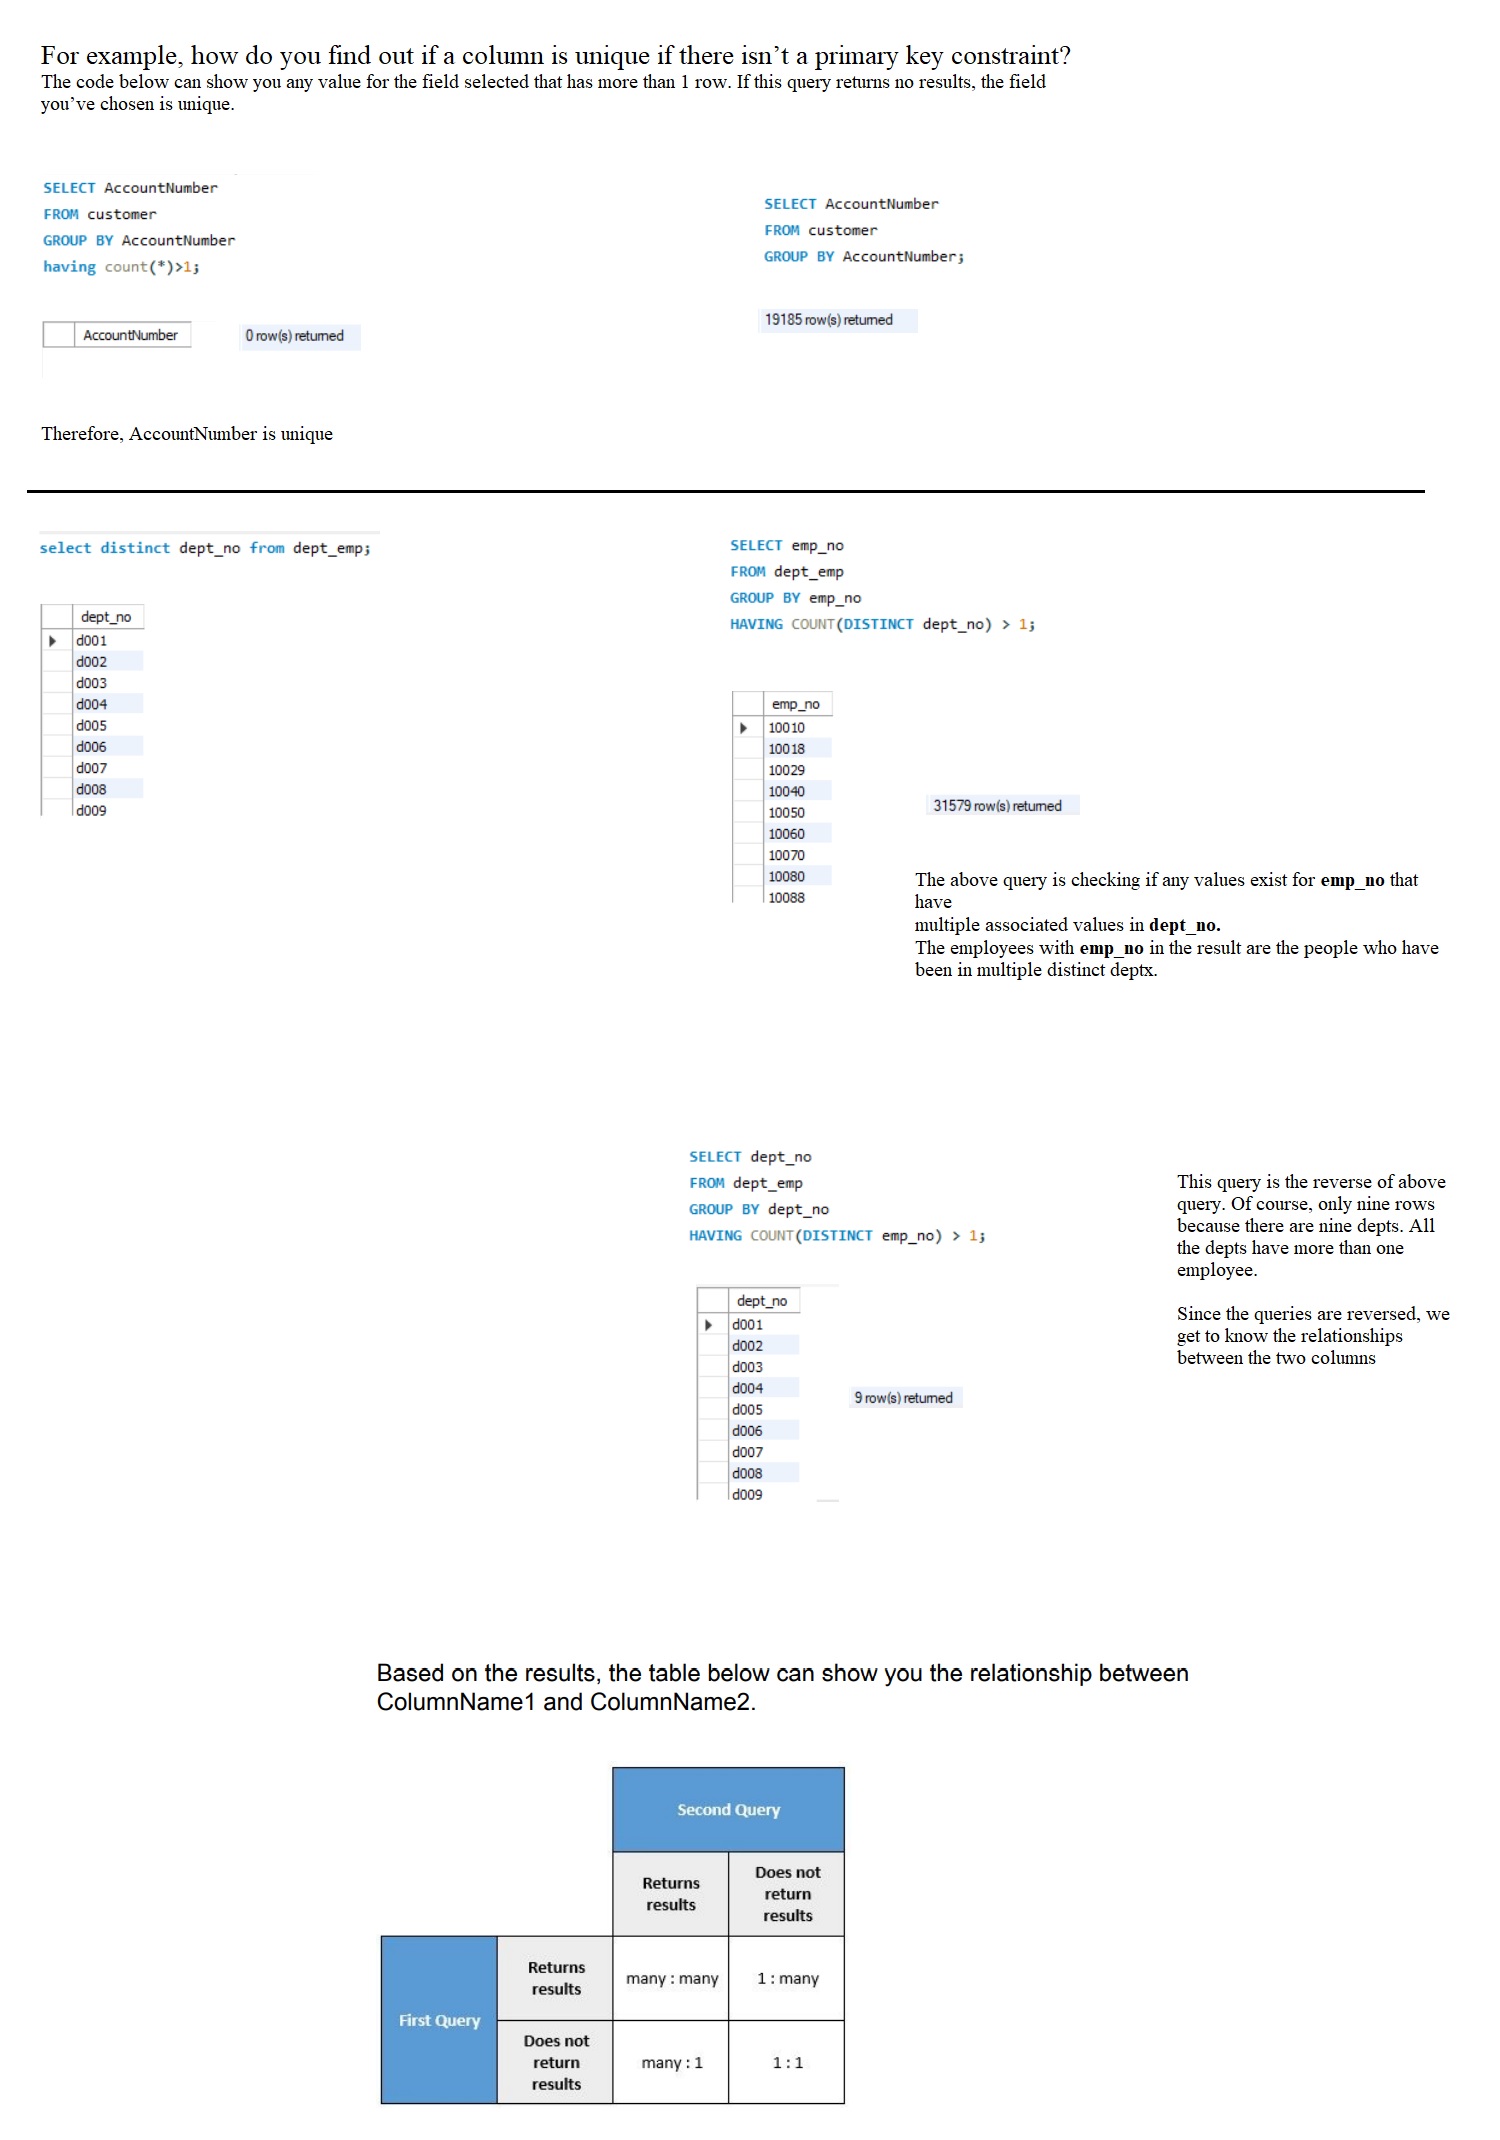 For example, how do you find out if a column is unique if there isn’t a primary key constraint?
The code below can show you any value for the field selected that has more than 1 row. If this query returns no results, the field
you’ve chosen is unique.
SELECT AccountNumber
FROM customer
GROUP BY AccountNumber
having count(*)>1;
AccountNumber
0 row(s) returned
SELECT AccountNumber
FROM customer
GROUP BY AccountNumber;
19185 row(s) returned
Therefore, AccountNumber is unique
select distinct dept_no from dept_emp;
dept_no
d001
d002
d003
d004
d005
d006
d007
d008
d009
SELECT emp_no
FROM dept_emp
GROUP BY emp_no
HAVING COUNT(DISTINCT dept_no) > 1;
emp_no
10010
10018
10029
10040
10050
10060
10070
10080
10088
31579 row(s) returned
The above query is checking if any values exist for emp_no that
have
multiple associated values in dept_no.
The employees with emp_no in the result are the people who have
been in multiple distinct deptx.
SELECT dept_no
FROM dept_emp
GROUP BY dept_no
HAVING COUNT(DISTINCT emp_no) > 1;
dept_no
d001
d002
d003
d004
d005
d006
d007
d008
d009
9 row(s) returned
This query is the reverse of above
query. Of course, only nine rows
because there are nine depts. All
the depts have more than one
employee.
Since the queries are reversed, we
get to know the relationships
between the two columns
Based on the results, the table below can show you the relationship between
ColumnName1 and ColumnName2.
Second Query
Returns
results
Does not
return
results
First Query
Returns
results
many : many
1 : many
Does not
return
results
many : 1
1 : 1